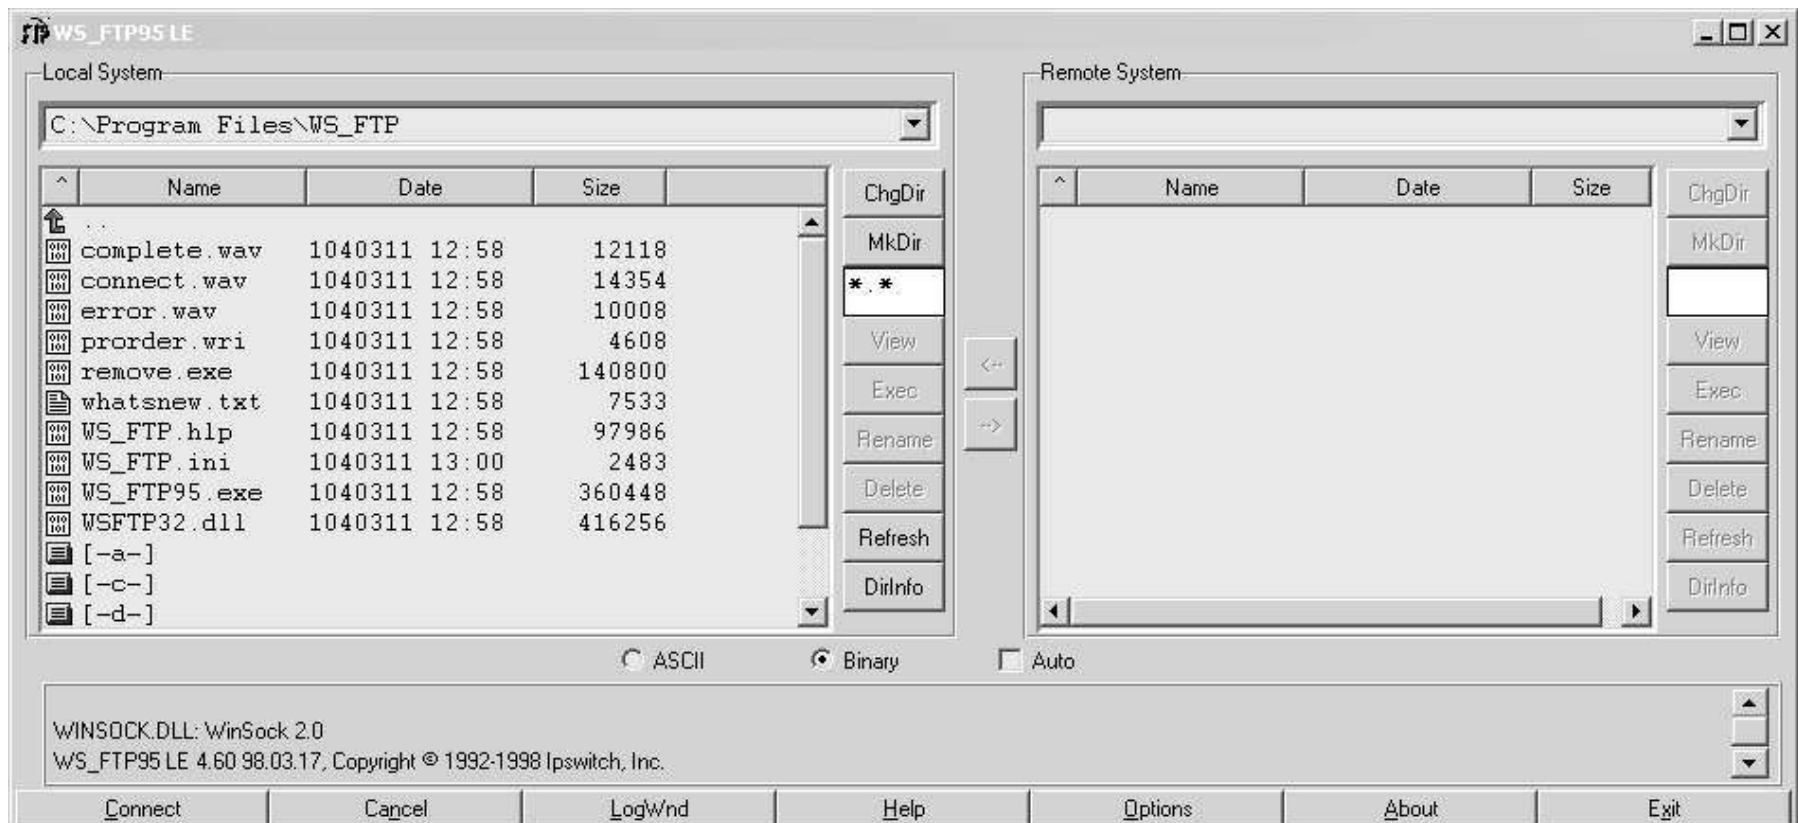 WS_FTP95 LE
Local System
C:\Program Files\WS_FTP
^ Name Date Size
..
complete.wav 1040311 12:58 12118
connect.wav 1040311 12:58 14354
error.wav 1040311 12:58 10008
prorder.wri 1040311 12:58 4608
remove.exe 1040311 12:58 140800
whatsnew.txt 1040311 12:58 7533
WS_FTP.hlp 1040311 12:58 97986
WS_FTP.ini 1040311 13:00 2483
WS_FTP95.exe 1040311 12:58 360448
WSFTP32.dll 1040311 12:58 416256
[-a-]
[-c-]
[-d-]
ChgDir
MkDir
*.*
View
Exec
Rename
Delete
Refresh
DirInfo
<--
-->
Remote System
^ Name Date Size
ChgDir
MkDir
View
Exec
Rename
Delete
Refresh
DirInfo
ASCII Binary Auto
WINSOCK.DLL: WinSock 2.0
WS_FTP95 LE 4.60 98.03.17, Copyright © 1992-1998 Ipswitch, Inc.
Connect Cancel LogWnd Help Options About Exit